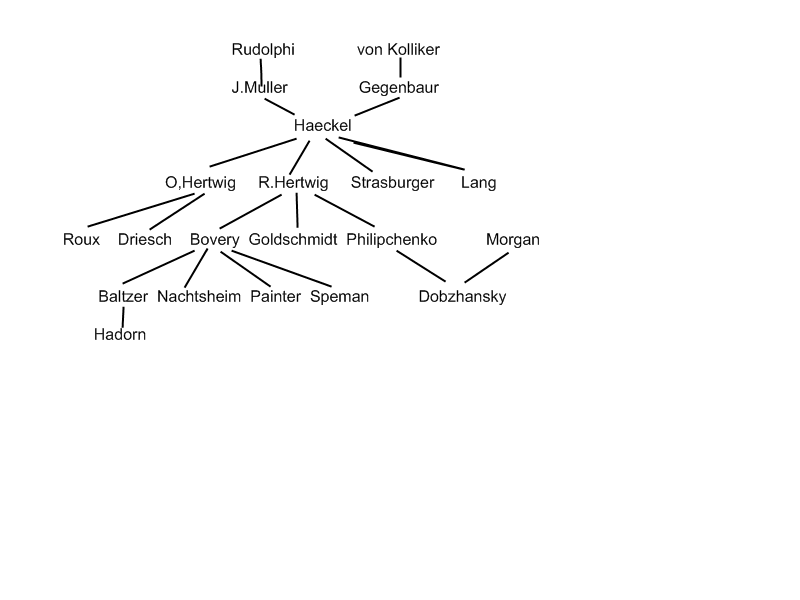 Rudolphi von Kolliker
J.Muller Gegenbaur
Haeckel
O,Hertwig R.Hertwig Strasburger Lang
Roux Driesch Bovery Goldschmidt Philipchenko Morgan
Baltzer Nachtsheim Painter Speman Dobzhansky
Hadorn